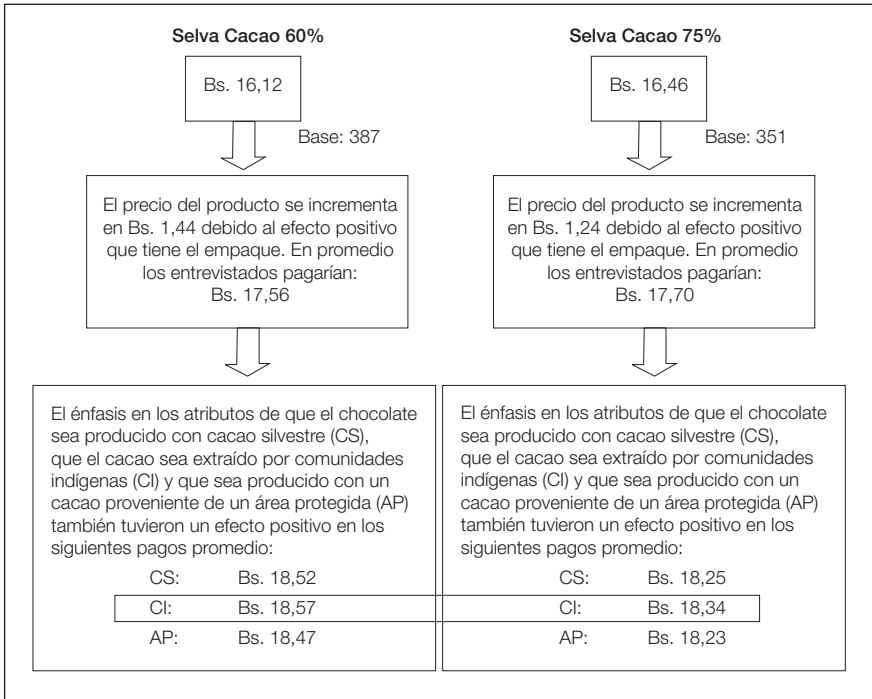 Selva Cacao 60%
Bs. 16,12
Base: 387
El precio del producto se incrementa
en Bs. 1,44 debido al efecto positivo
que tiene el empaque. En promedio
los entrevistados pagarían:
Bs. 17,56
El énfasis en los atributos de que el chocolate
sea producido con cacao silvestre (CS),
que el cacao sea extraído por comunidades
indígenas (CI) y que sea producido con un
cacao proveniente de un área protegida (AP)
también tuvieron un efecto positivo en los
siguientes pagos promedio:
CS: Bs. 18,52
CI: Bs. 18,57
AP: Bs. 18,47
Selva Cacao 75%
Bs. 16,46
Base: 351
El precio del producto se incrementa
en Bs. 1,24 debido al efecto positivo
que tiene el empaque. En promedio
los entrevistados pagarían:
Bs. 17,70
El énfasis en los atributos de que el chocolate
sea producido con cacao silvestre (CS),
que el cacao sea extraído por comunidades
indígenas (CI) y que sea producido con un
cacao proveniente de un área protegida (AP)
también tuvieron un efecto positivo en los
siguientes pagos promedio:
CS: Bs. 18,25
CI: Bs. 18,34
AP: Bs. 18,23